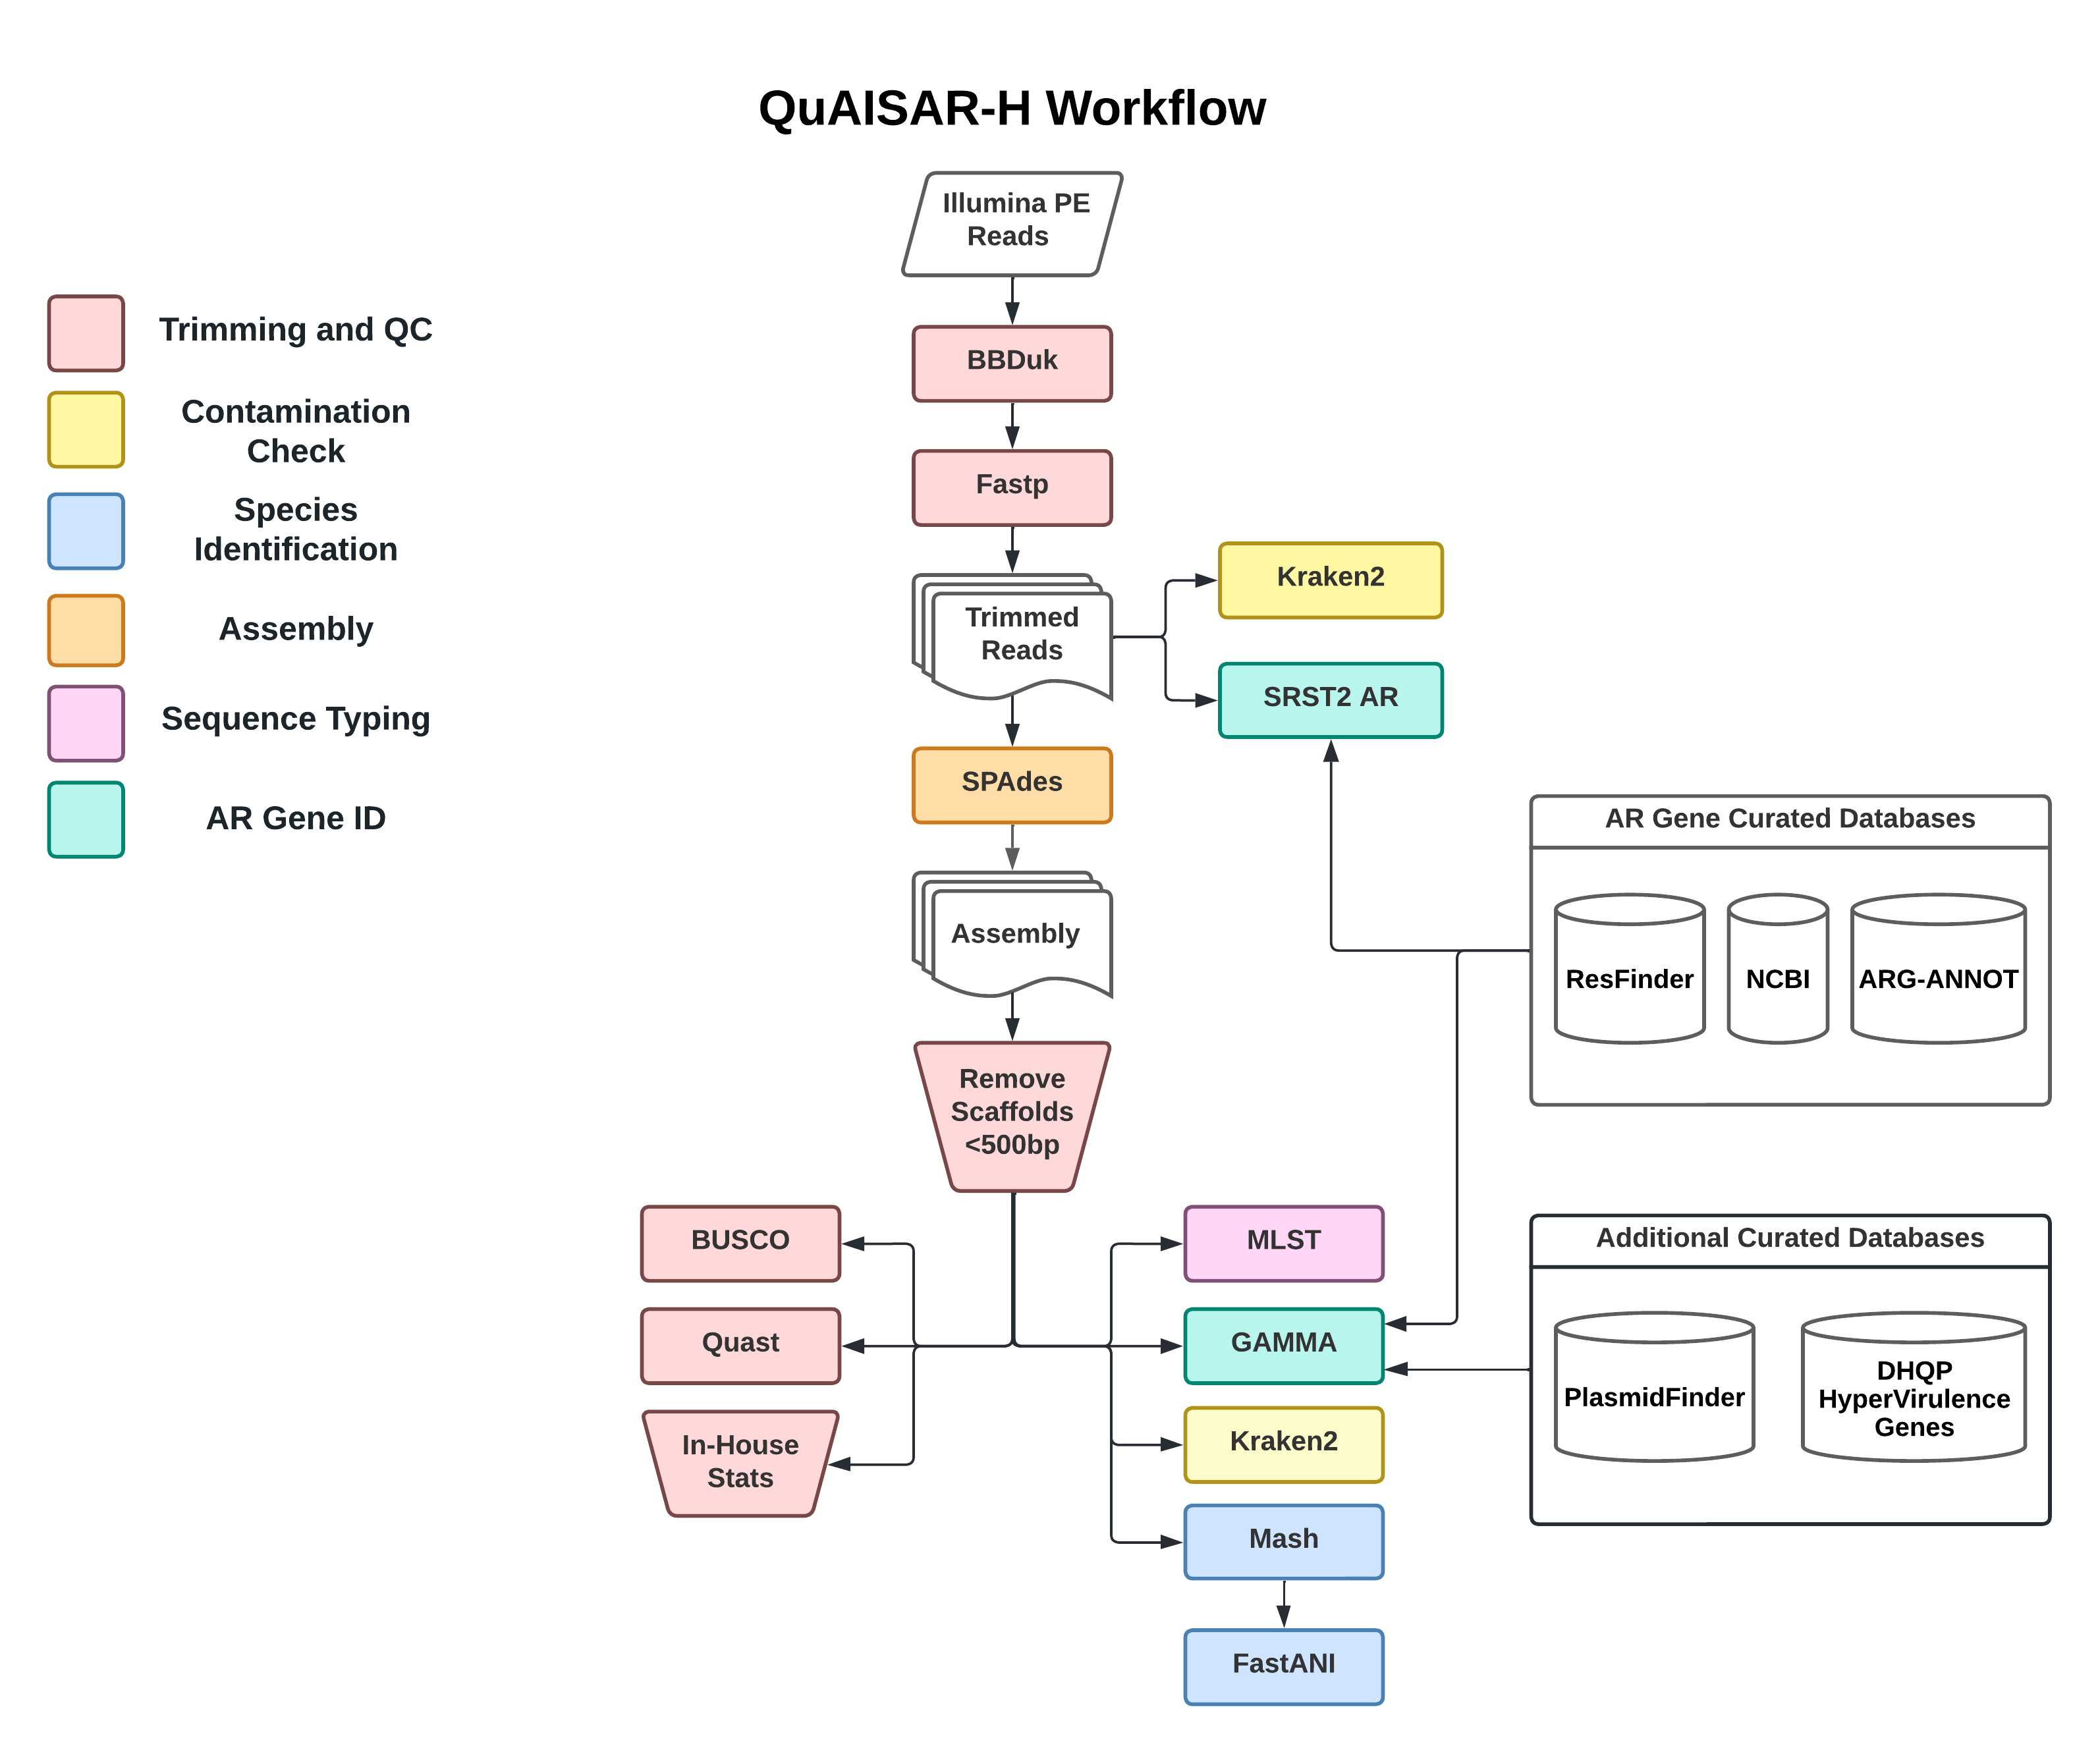 QuAISAR-H Workflow
Illumina PE
Reads
Trimming and QC
Contamination
Check
Species
Identification
Assembly
Sequence Typing
AR Gene ID
BBDuk
Fastp
Trimmed
Reads
Kraken2
SRST2 AR
SPAdes
Assembly
Remove
Scaffolds
<500bp
AR Gene Curated Databases
ResFinder
NCBI
ARG-ANNOT
BUSCO
Quast
In-House
Stats
MLST
GAMMA
Kraken2
Mash
FastANI
Additional Curated Databases
PlasmidFinder
DHQP
HyperVirulence
Genes